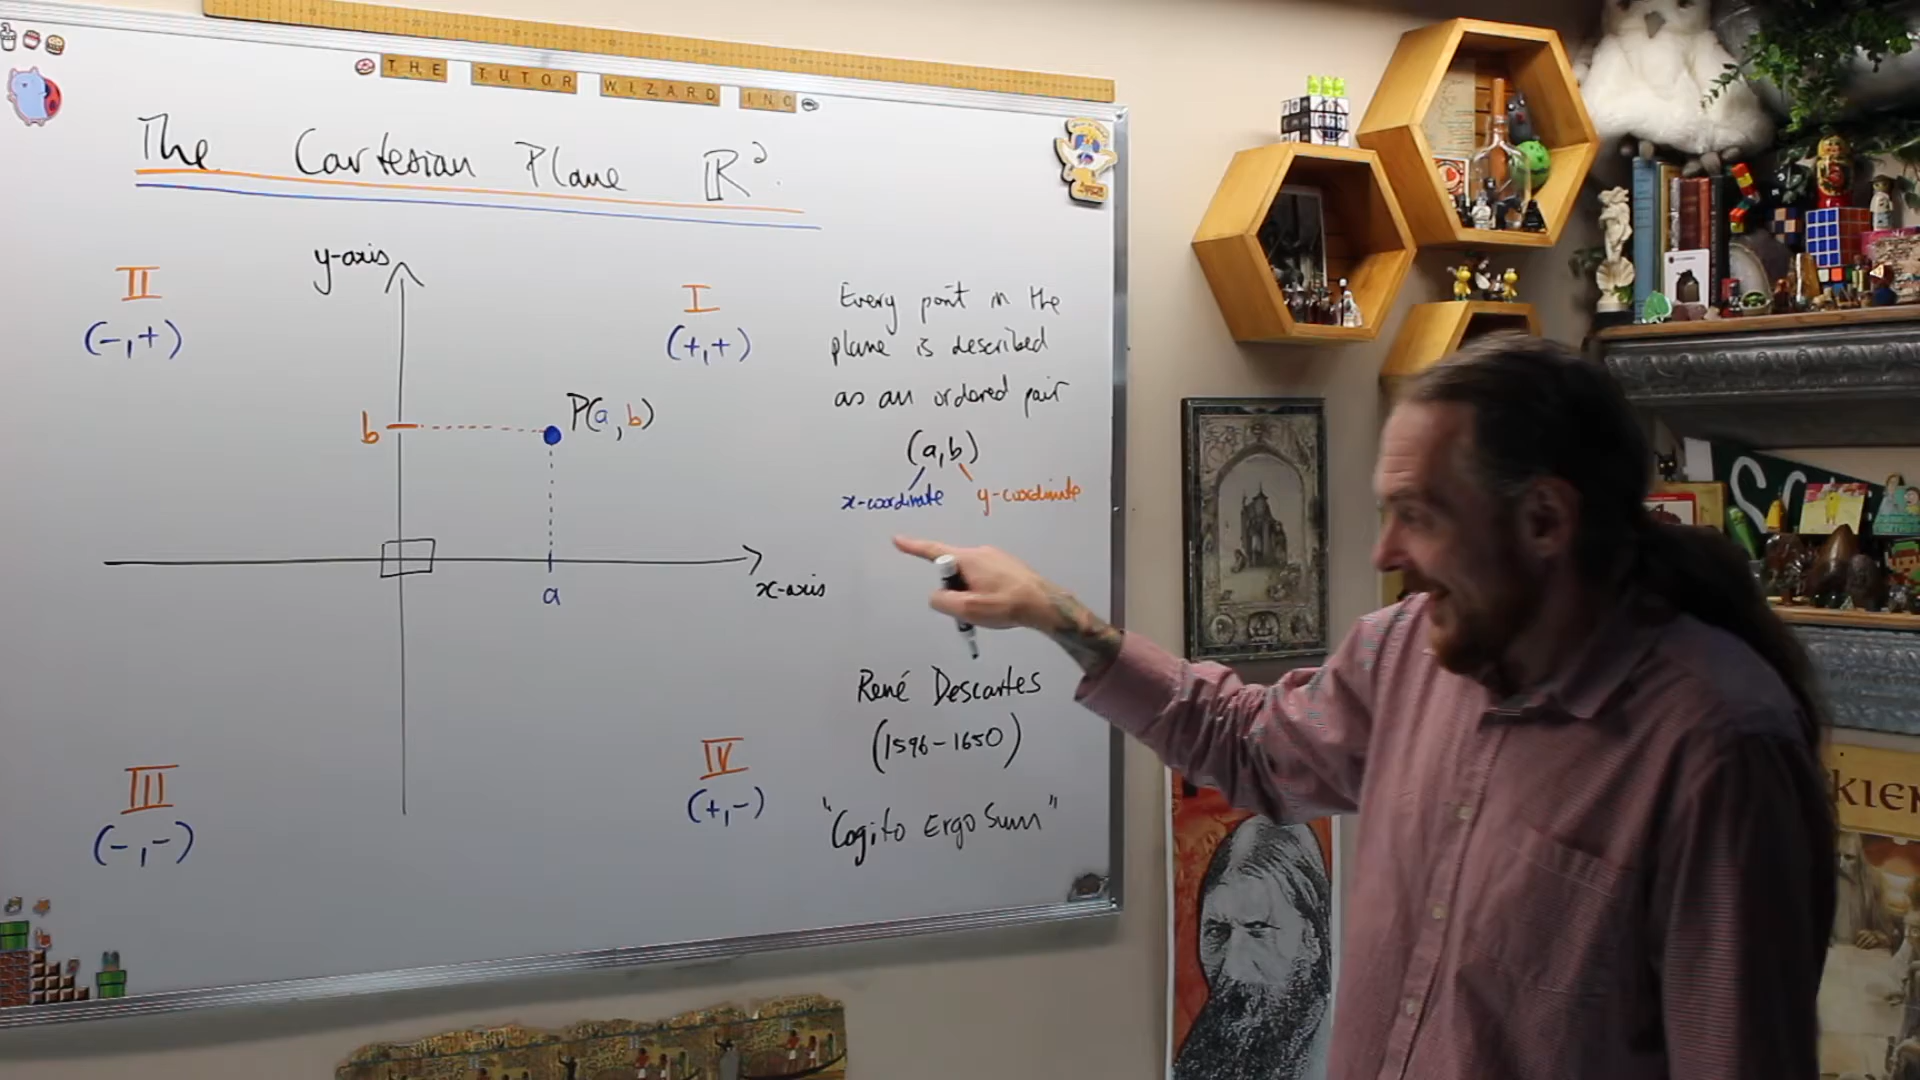 THE TUTOR WIZARD INC
The Cartesian Plane ℝ²
y-axis
II
(-,+)
I
(+,+)
b
P(a,b)
a
x-axis
III
(-,-)
IV
(+,-)
Every point in the
plane is described
as an ordered pair
(a,b)
x-coordinate y-coordinate
René Descartes
(1596-1650)
"Cogito Ergo Sum"